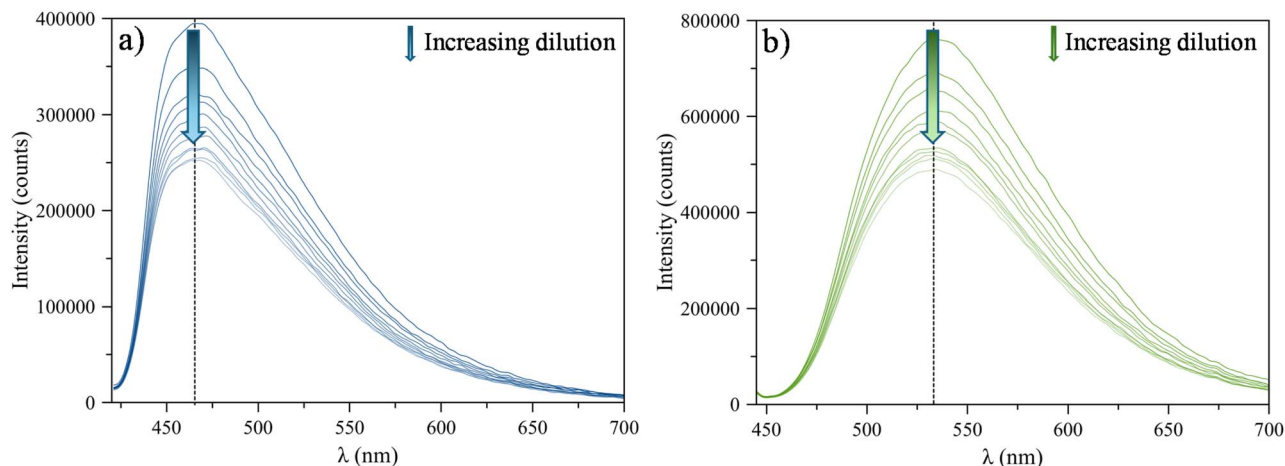 a)
Increasing dilution
400000
300000
200000
100000
0
Intensity (counts)
450
500
550
600
650
700
λ (nm)
b)
Increasing dilution
800000
600000
400000
200000
0
Intensity (counts)
450
500
550
600
650
700
λ (nm)